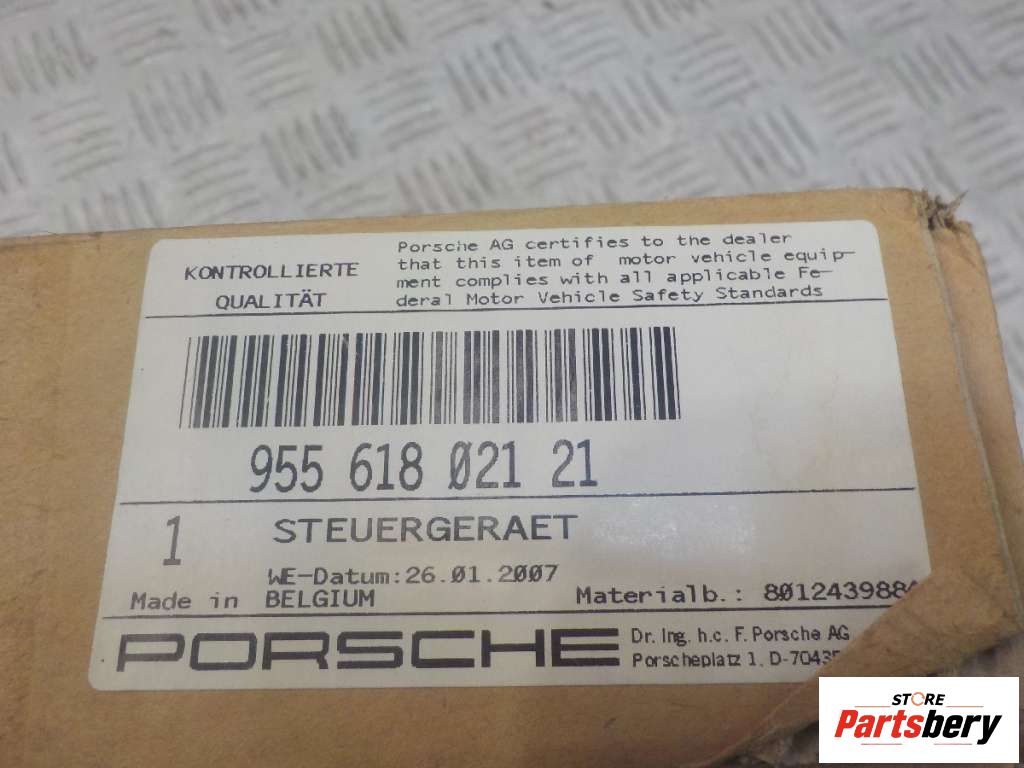 KONTROLLIERTE
QUALITÄT
Porsche AG certifies to the dealer
that this item of motor vehicle equip-
ment complies with all applicable Fe-
deral Motor Vehicle Safety Standards
955 618 021 21
1 STEUERGERAET
WE-Datum:26.01.2007
Made in BELGIUM
Materialb.: 8012439884
PORSCHE
Dr. Ing. h.c. F. Porsche AG
Porscheplatz 1, D-70435
STORE
Partsbery